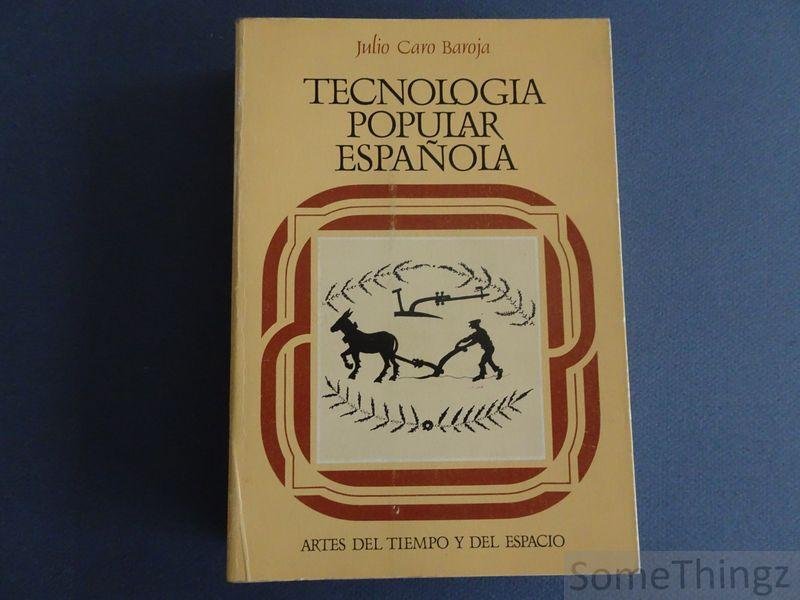 Julio Caro Baroja
TECNOLOGIA
POPULAR
ESPAÑOLA
ARTES DEL TIEMPO Y DEL ESPACIO
SomeThingz